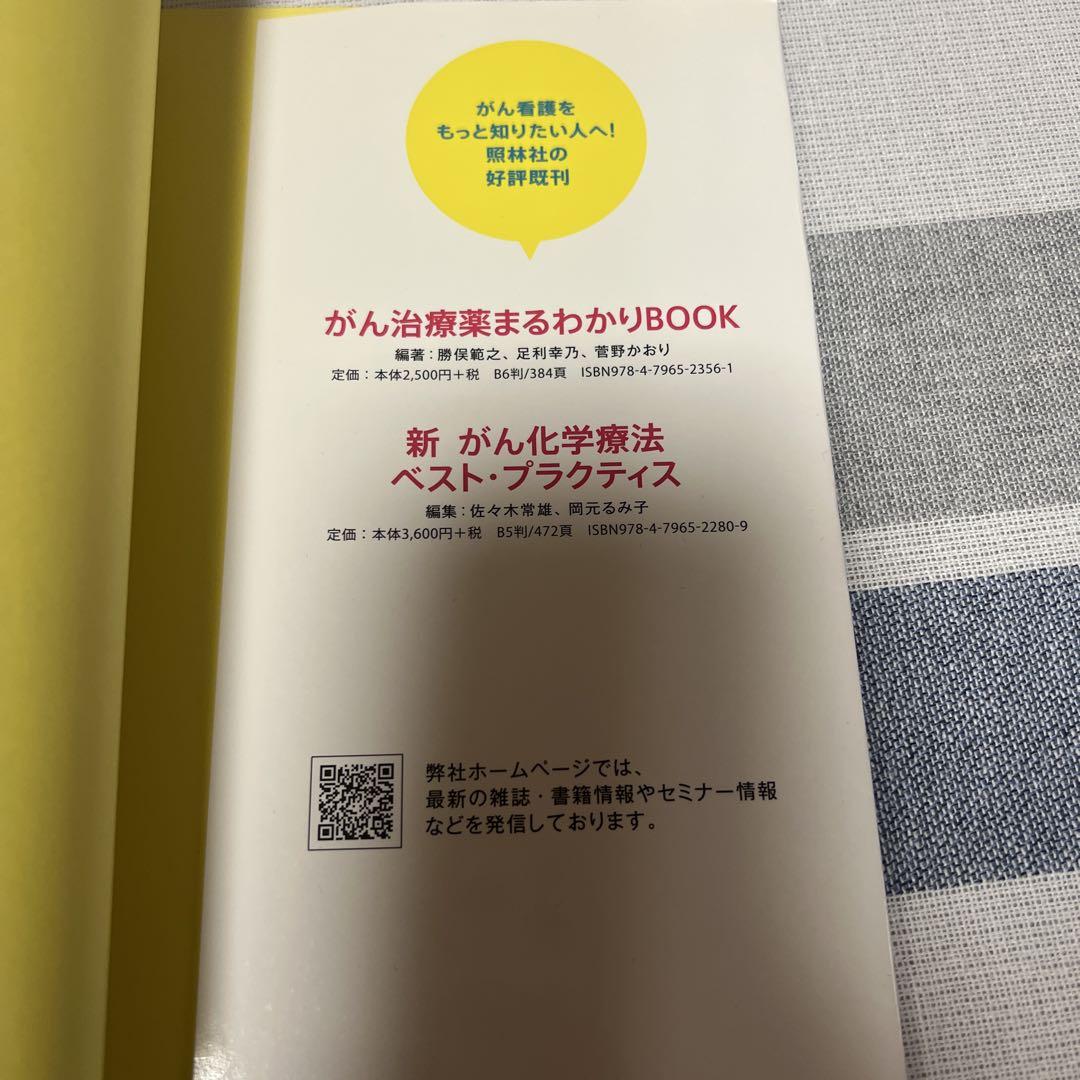 がん看護を
もっと知りたい人へ!
照林社の
好評既刊
がん治療薬まるわかりBOOK
編著：勝俣範之、足利幸乃、菅野かおり
定価：本体2,500円+税 B6判/384頁 ISBN978-4-7965-2356-1
新 がん化学療法
ベスト・プラクティス
編集：佐々木常雄、岡元るみ子
定価：本体3,600円+税 B5判/472頁 ISBN978-4-7965-2280-9
弊社ホームページでは、
最新の雑誌・書籍情報やセミナー情報
などを発信しております。